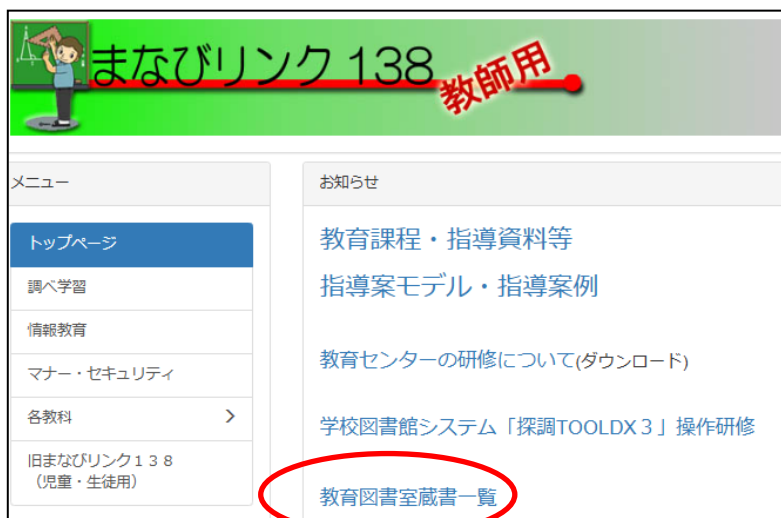 まなびリンク138
教師用
メニュー
トップページ
調べ学習
情報教育
マナー・セキュリティ
各教科
旧まなびリンク１３８
（児童・生徒用）
お知らせ
教育課程・指導資料等
指導案モデル・指導案例
教育センターの研修について(ダウンロード)
学校図書館システム「探調TOOLDX３」操作研修
教育図書室蔵書一覧